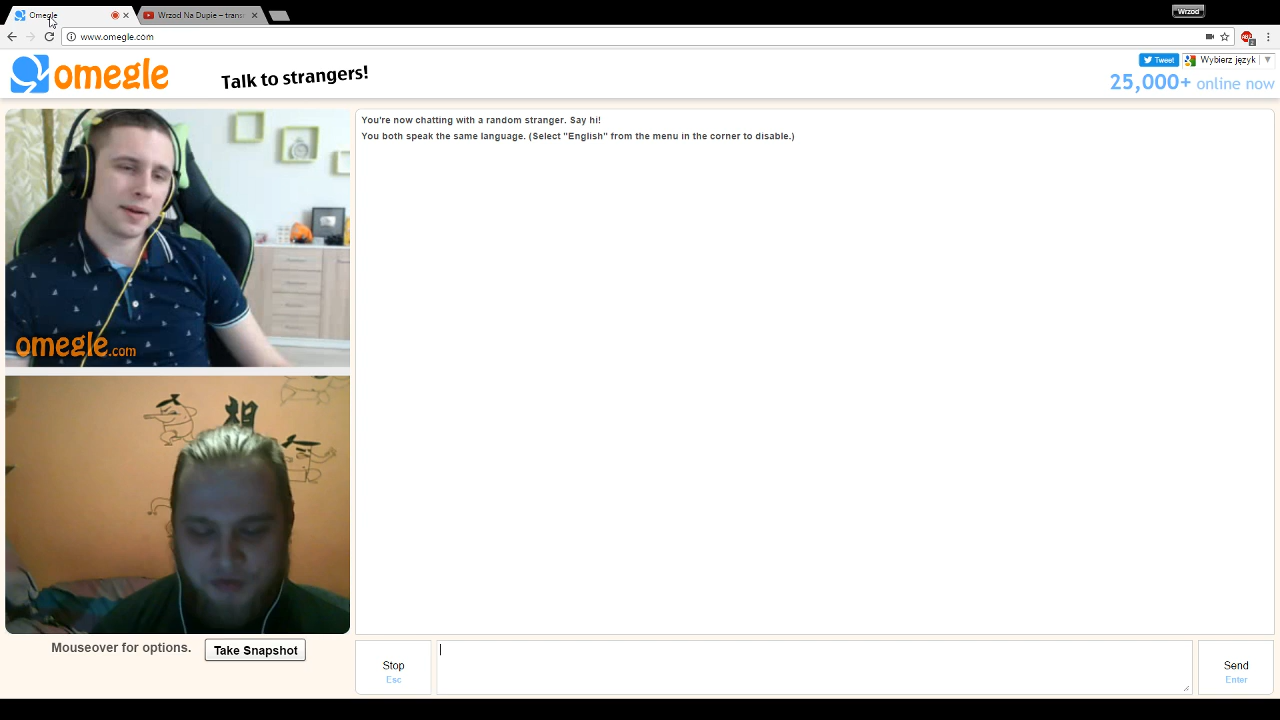 Omegle
Wrzod Na Dupie – trans
Wrzod
www.omegle.com
omegle
Talk to strangers!
Tweet
Wybierz język
25,000+ online now
You're now chatting with a random stranger. Say hi!
You both speak the same language. (Select "English" from the menu in the corner to disable.)
omegle.com
相
Mouseover for options.
Take Snapshot
Stop
Esc
Send
Enter